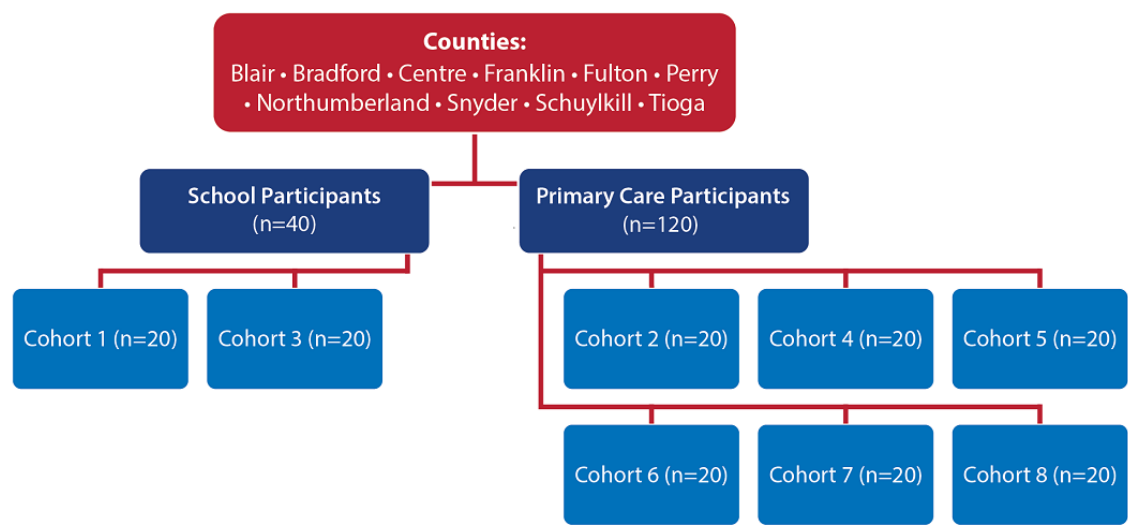 Counties:
Blair • Bradford • Centre • Franklin • Fulton • Perry
• Northumberland • Snyder • Schuylkill • Tioga
School Participants
(n=40)
Primary Care Participants
(n=120)
Cohort 1 (n=20)
Cohort 3 (n=20)
Cohort 2 (n=20)
Cohort 4 (n=20)
Cohort 5 (n=20)
Cohort 6 (n=20)
Cohort 7 (n=20)
Cohort 8 (n=20)